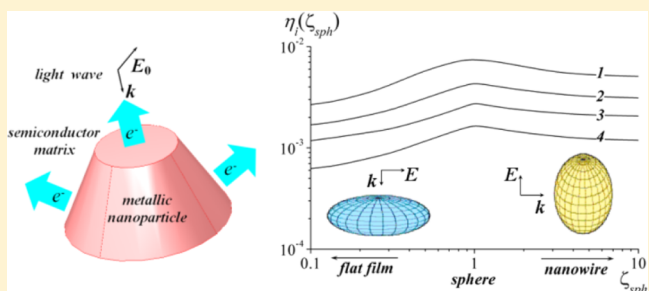 light wave
E₀
k
semiconductor
matrix
e⁻
e⁻
e⁻
metallic
nanoparticle
ηᵢ(ζsph)
10⁻²
10⁻³
10⁻⁴
1
2
3
4
k
E
E
k
0.1
1
10
flat film
sphere
nanowire
ζsph